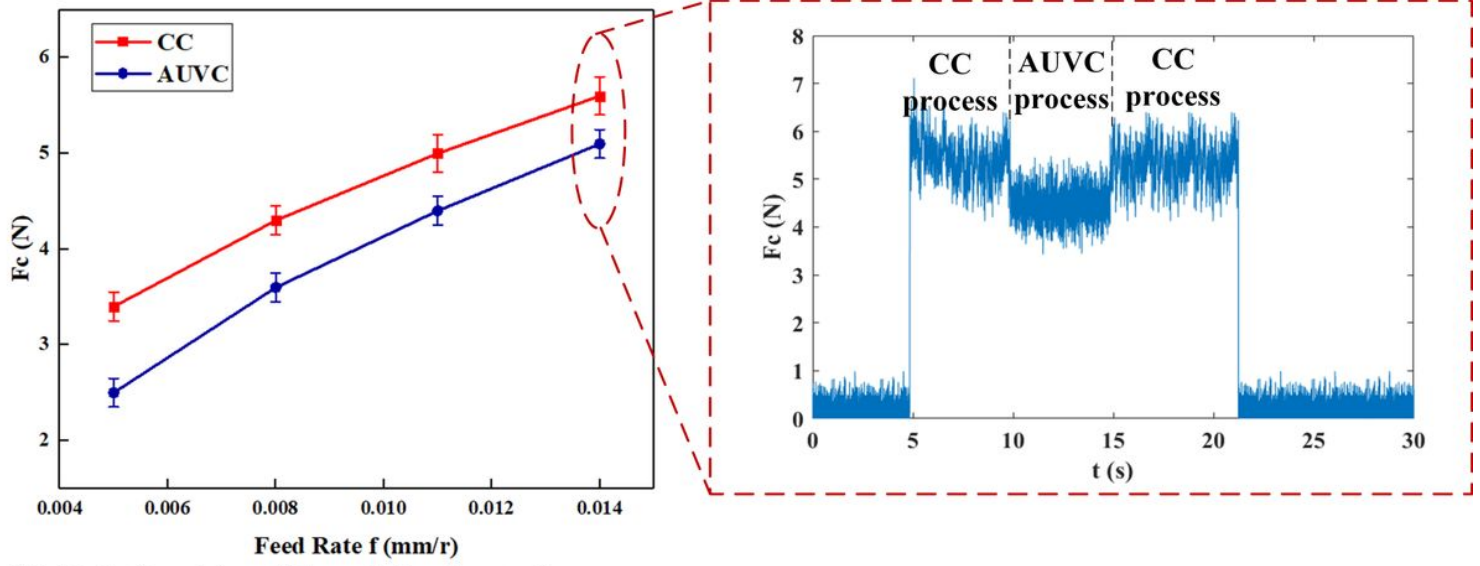 CC
AUVC
6
5
4
3
2
Fc (N)
0.004 0.006 0.008 0.010 0.012 0.014
Feed Rate f (mm/r)
CC process
AUVC process
CC process
8
7
6
5
4
3
2
1
0
Fc (N)
0 5 10 15 20 25 30
t (s)